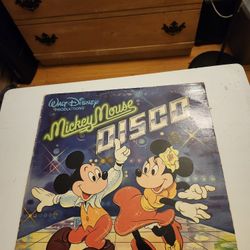 Walt Disney
PRODUCTIONS
Mickey Mouse
DISCO